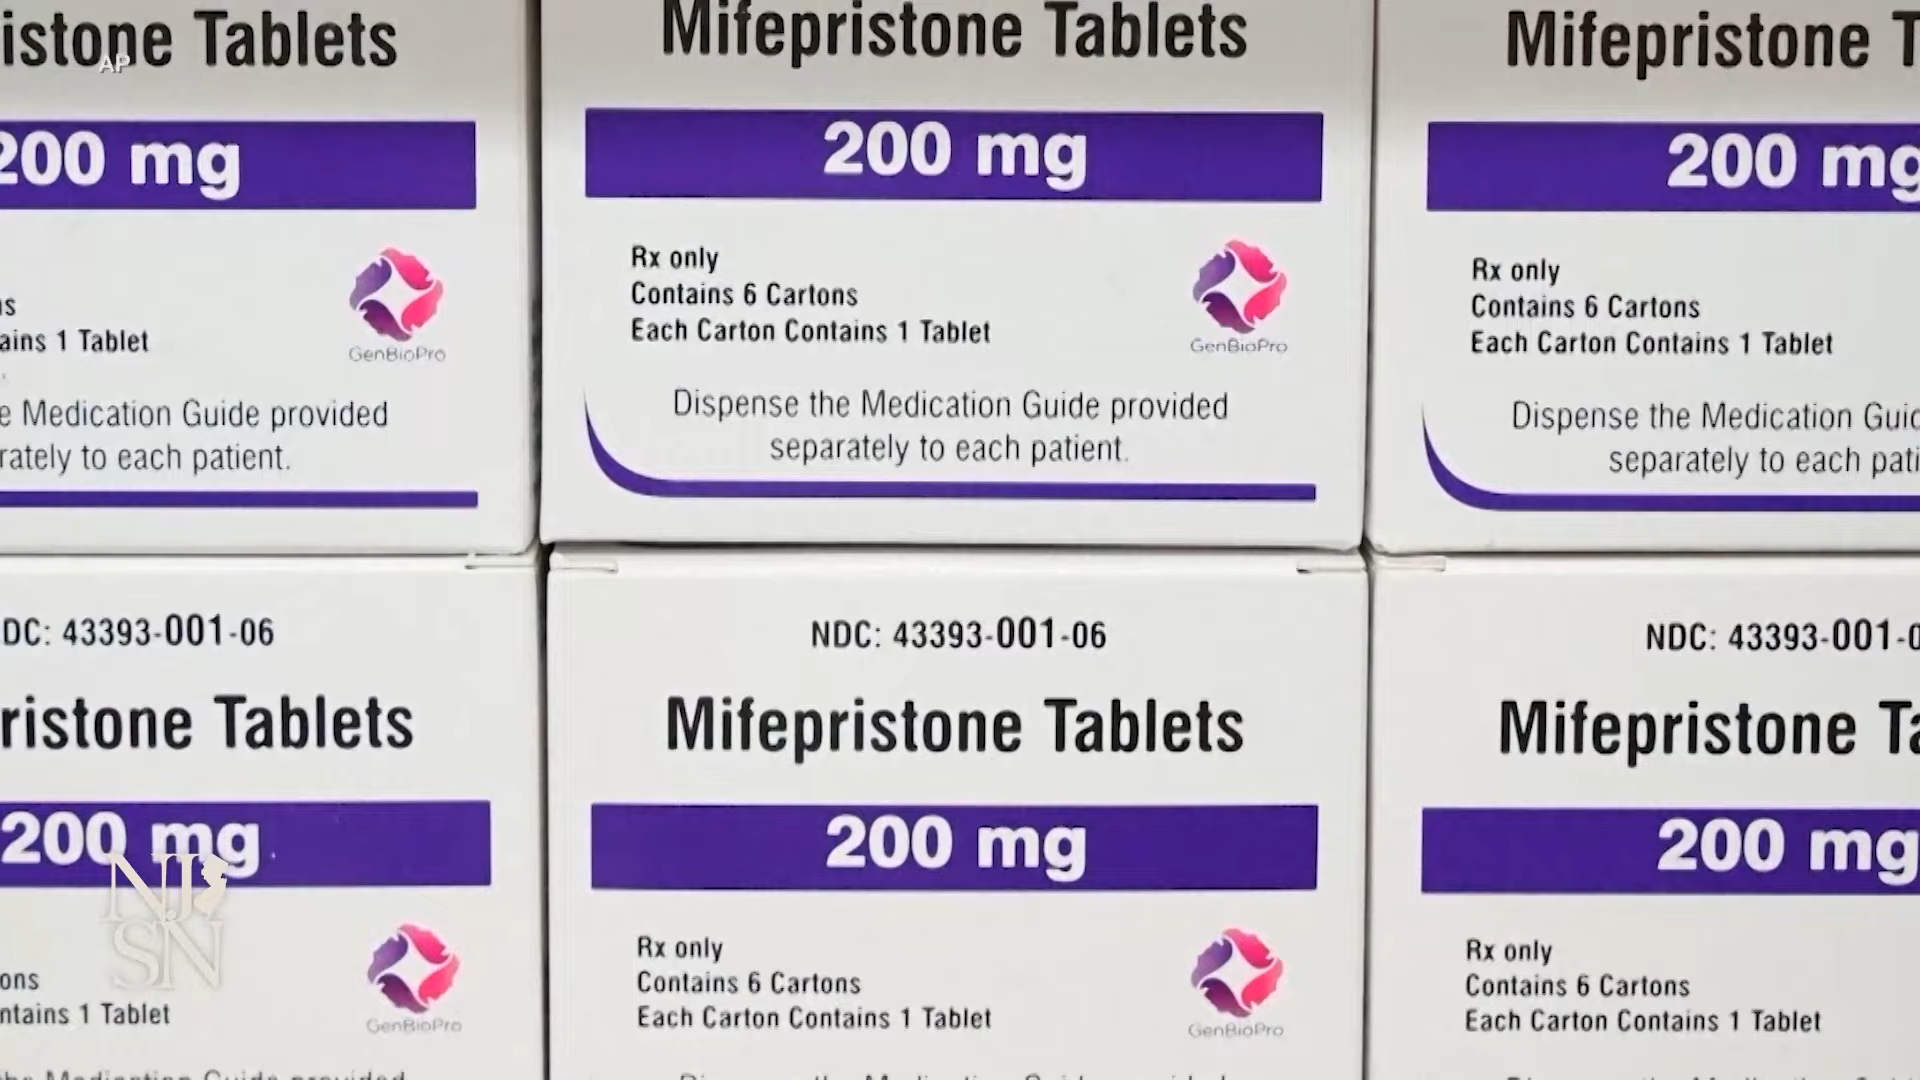 istone Tablets
AP
200 mg
ns
ains 1 Tablet
GenBioPro
e Medication Guide provided
rately to each patient.
Mifepristone Tablets
200 mg
Rx only
Contains 6 Cartons
Each Carton Contains 1 Tablet
GenBioPro
Dispense the Medication Guide provided
separately to each patient.
Mifepristone T
200 mg
Rx only
Contains 6 Cartons
Each Carton Contains 1 Tablet
Dispense the Medication Guid
separately to each pati
DC: 43393-001-06
ristone Tablets
200 mg
NJ
SN
ons
ntains 1 Tablet
GenBioPro
NDC: 43393-001-06
Mifepristone Tablets
200 mg
Rx only
Contains 6 Cartons
Each Carton Contains 1 Tablet
GenBioPro
NDC: 43393-001-0
Mifepristone Ta
200 mg
Rx only
Contains 6 Cartons
Each Carton Contains 1 Tablet